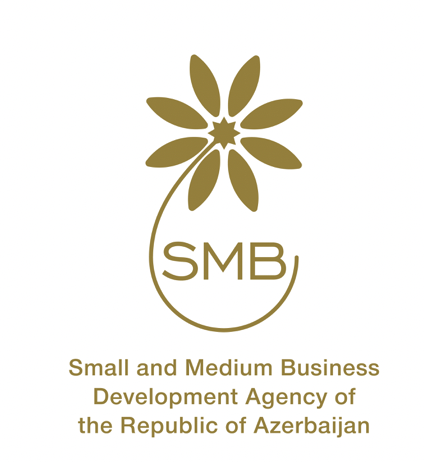 SMB
Small and Medium Business
Development Agency of
the Republic of Azerbaijan